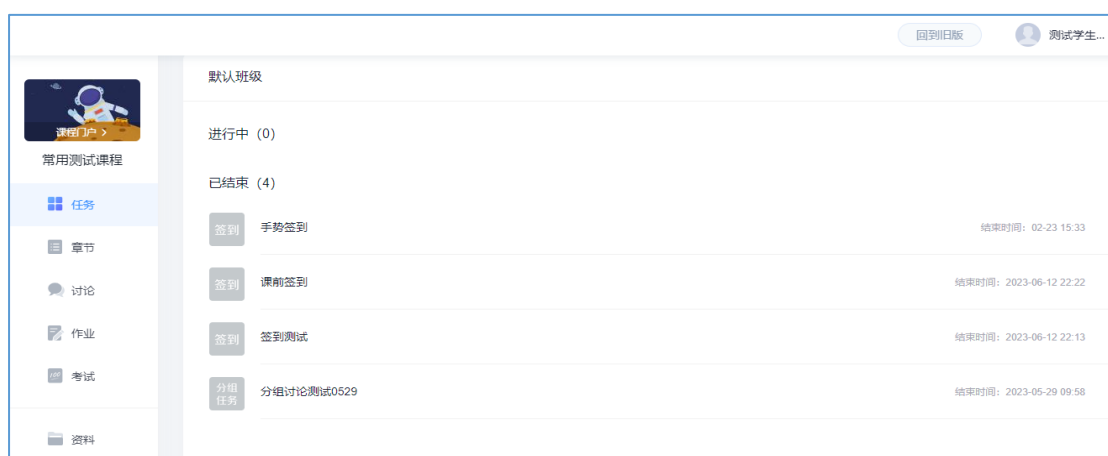 回到旧版
测试学生...
默认班级
课程门户 >
常用测试课程
进行中（0）
已结束（4）
任务
章节
讨论
作业
考试
资料
签到
手势签到
结束时间：02-23 15:33
签到
课前签到
结束时间：2023-06-12 22:22
签到
签到测试
结束时间：2023-06-12 22:13
分组
任务
分组讨论测试0529
结束时间：2023-05-29 09:58